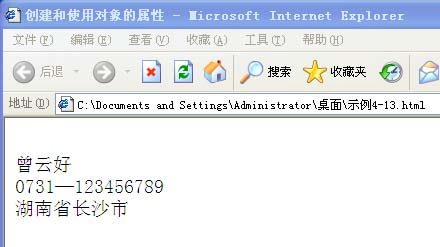 创建和使用对象的属性 - Microsoft Internet Explorer
文件(F) 编辑(E) 查看(V) 收藏(A) 工具(T) 帮助(H)
后退 搜索 收藏夹
地址(D) C:\Documents and Settings\Administrator\桌面\示例4-13.html
曾云好
0731—123456789
湖南省长沙市